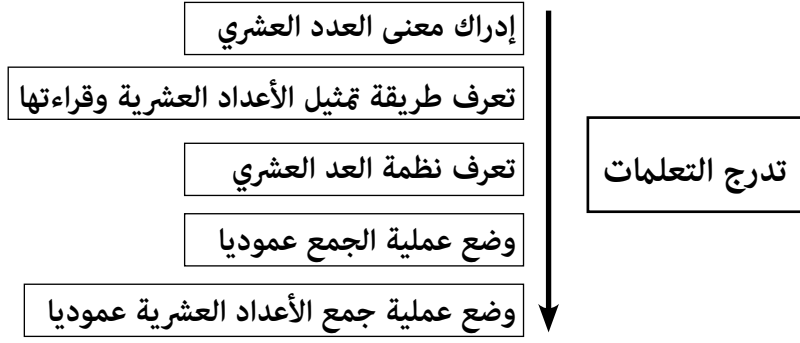 إدراك معنى العدد العشري
تعرف طريقة تمثيل الأعداد العشرية وقراءتها
تعرف نظمة العد العشري
وضع عملية الجمع عموديا
وضع عملية جمع الأعداد العشرية عموديا
تدرج التعلمات